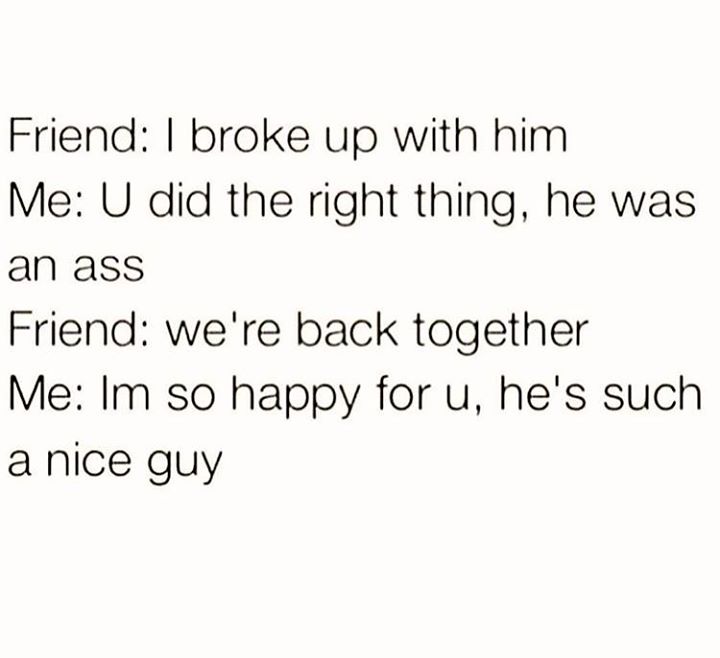 Friend: I broke up with him
Me: U did the right thing, he was
an ass
Friend: we're back together
Me: Im so happy for u, he's such
a nice guy